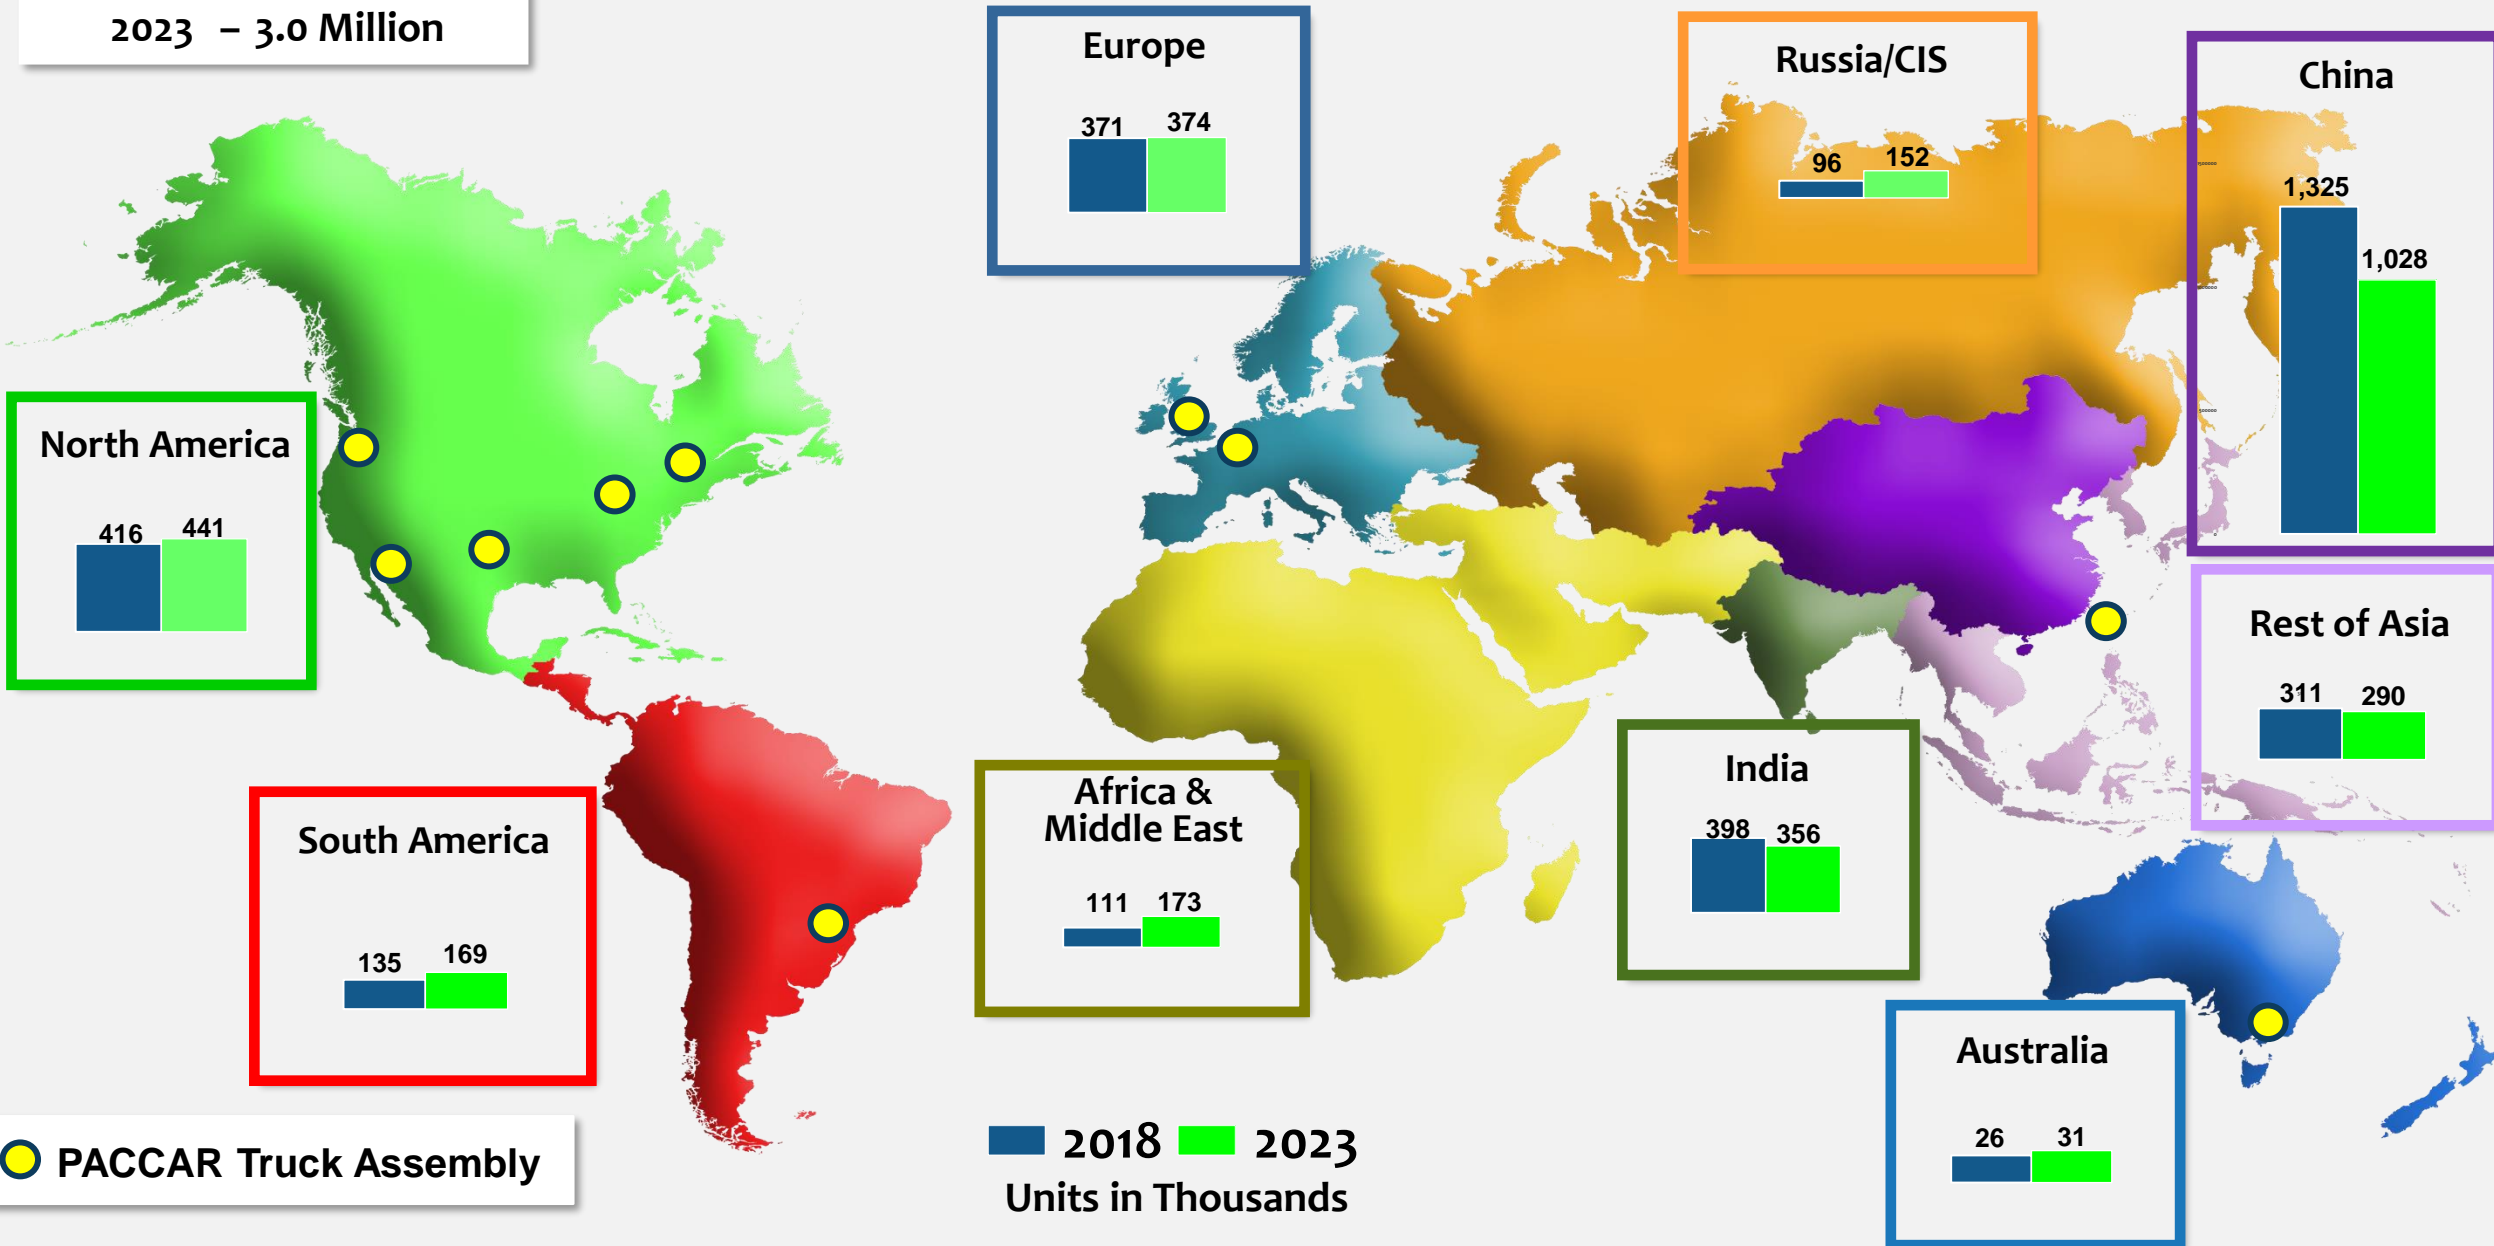 2023 – 3.0 Million
Europe
371 374
Russia/CIS
96 152
China
1,325
1,028
North America
416 441
Rest of Asia
311 290
South America
135 169
Africa &
Middle East
111 173
India
398 356
Australia
26 31
PACCAR Truck Assembly
2018 2023
Units in Thousands